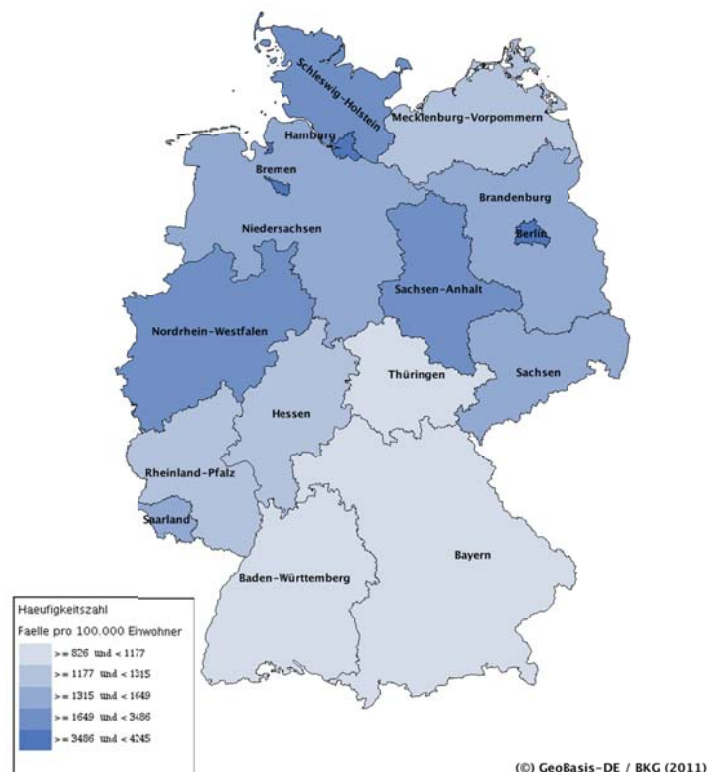 Schleswig-Holstein
Mecklenburg-Vorpommern
Hamburg
Bremen
Brandenburg
Niedersachsen
Berlin
Sachsen-Anhalt
Nordrhein-Westfalen
Thüringen
Sachsen
Hessen
Rheinland-Pfalz
Saarland
Bayern
Baden-Württemberg
Haeufigkeitszahl
Faelle pro 100.000 Einwohner
>= 826 und < 1177
>= 1177 und < 1315
>= 1315 und < 1649
>= 1649 und < 3486
>= 3486 und < 4245
(©) GeoBasis-DE / BKG (2011)